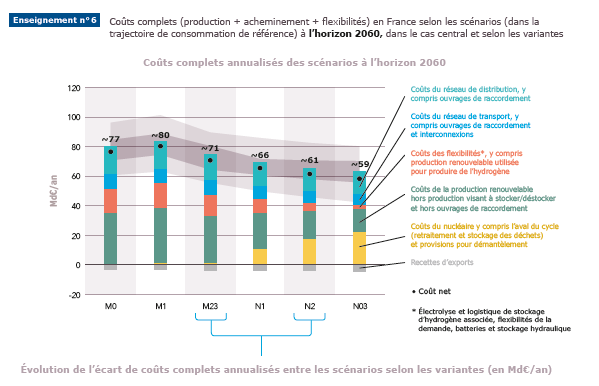 Enseignement n°6
Coûts complets (production + acheminement + flexibilités) en France selon les scénarios (dans la
trajectoire de consommation de référence) à l'horizon 2060, dans le cas central et selon les variantes
Coûts complets annualisés des scénarios à l'horizon 2060
Md€/an
120
100
80
60
40
20
0
-20
~77
~80
~71
~66
~61
~59
M0
M1
M23
N1
N2
N03
Coûts du réseau de distribution, y
compris ouvrages de raccordement
Coûts du réseau de transport, y
compris ouvrages de raccordement
et interconnexions
Coûts des flexibilités*, y compris
production renouvelable utilisée
pour produire de l'hydrogène
Coûts de la production renouvelable
hors production visant à stocker/déstocker
et hors ouvrages de raccordement
Coûts du nucléaire y compris l'aval du cycle
(retraitement et stockage des déchets)
et provisions pour démantèlement
Recettes d'exports
• Coût net
* Électrolyse et logistique de stockage
d'hydrogène associée, flexibilités de la
demande, batteries et stockage hydraulique
Évolution de l'écart de coûts complets annualisés entre les scénarios selon les variantes (en Md€/an)